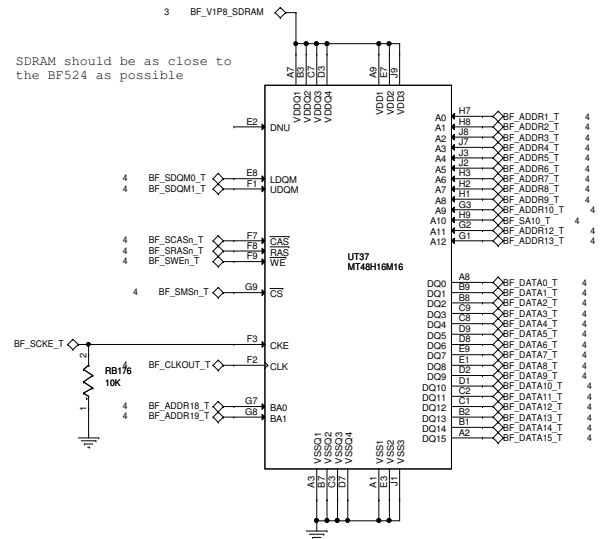 3 BF_V1P8_SDRAM
SDRAM should be as close to
the BF524 as possible
A7 B3 C7 D3 A9 E7 J9
VDDQ1 VDDQ2 VDDQ3 VDDQ4 VDD1 VDD2 VDD3
E2 DNU
4 BF_SDQM0_T E8 LDQM
4 BF_SDQM1_T F1 UDQM
4 BF_SCASn_T F7 CAS
4 BF_SRASn_T F8 RAS
4 BF_SWEn_T F9 WE
4 BF_SMSn_T G9 CS
BF_SCKE_T F3 CKE
4 BF_CLKOUT_T F2 CLK
2
RB176
10K
1
4 BF_ADDR18_T G7 BA0
4 BF_ADDR19_T G8 BA1
UT37
MT48H16M16
A0 H7 BF_ADDR1_T 4
A1 H8 BF_ADDR2_T 4
A2 J8 BF_ADDR3_T 4
A3 J7 BF_ADDR4_T 4
A4 J3 BF_ADDR5_T 4
A5 J2 BF_ADDR6_T 4
A6 H3 BF_ADDR7_T 4
A7 H2 BF_ADDR8_T 4
A8 H1 BF_ADDR9_T 4
A9 G3 BF_ADDR10_T 4
A10 H9 BF_SA10_T 4
A11 G2 BF_ADDR12_T 4
A12 G1 BF_ADDR13_T 4
DQ0 A8 BF_DATA0_T 4
DQ1 B9 BF_DATA1_T 4
DQ2 B8 BF_DATA2_T 4
DQ3 C9 BF_DATA3_T 4
DQ4 C8 BF_DATA4_T 4
DQ5 D9 BF_DATA5_T 4
DQ6 D8 BF_DATA6_T 4
DQ7 E9 BF_DATA7_T 4
DQ8 E1 BF_DATA8_T 4
DQ9 D2 BF_DATA9_T 4
DQ10 D1 BF_DATA10_T 4
DQ11 C2 BF_DATA11_T 4
DQ12 C1 BF_DATA12_T 4
DQ13 B2 BF_DATA13_T 4
DQ14 B1 BF_DATA14_T 4
DQ15 A2 BF_DATA15_T 4
VSSQ1 VSSQ2 VSSQ3 VSSQ4 VSS1 VSS2 VSS3
A3 B7 C3 D7 A1 E3 J1